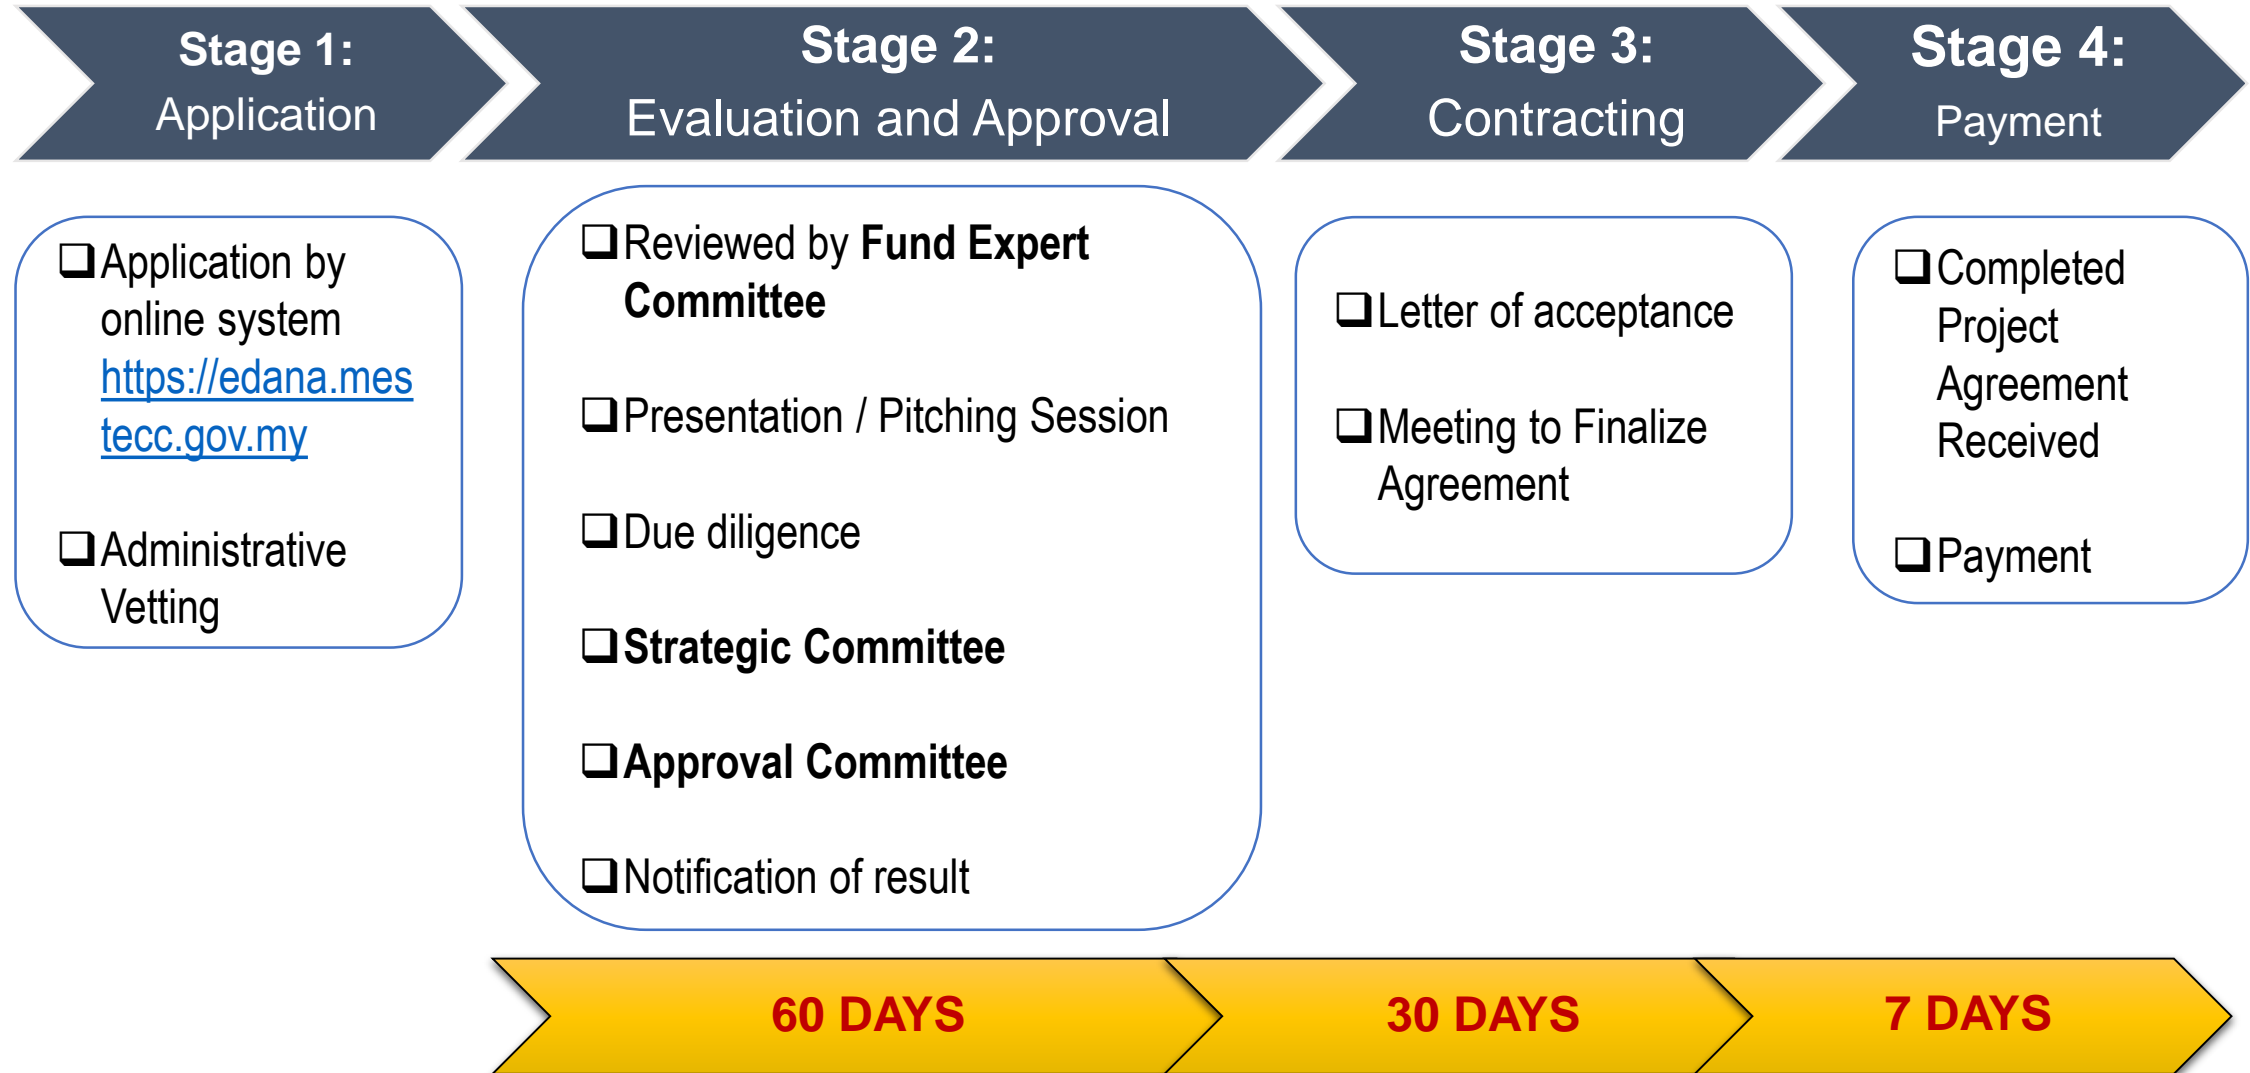 Stage 1:
Application
Stage 2:
Evaluation and Approval
Stage 3:
Contracting
Stage 4:
Payment
Application by
online system
https://edana.mes
tecc.gov.my
Administrative
Vetting
Reviewed by Fund Expert
Committee
Presentation / Pitching Session
Due diligence
Strategic Committee
Approval Committee
Notification of result
Letter of acceptance
Meeting to Finalize
Agreement
Completed
Project
Agreement
Received
Payment
60 DAYS
30 DAYS
7 DAYS